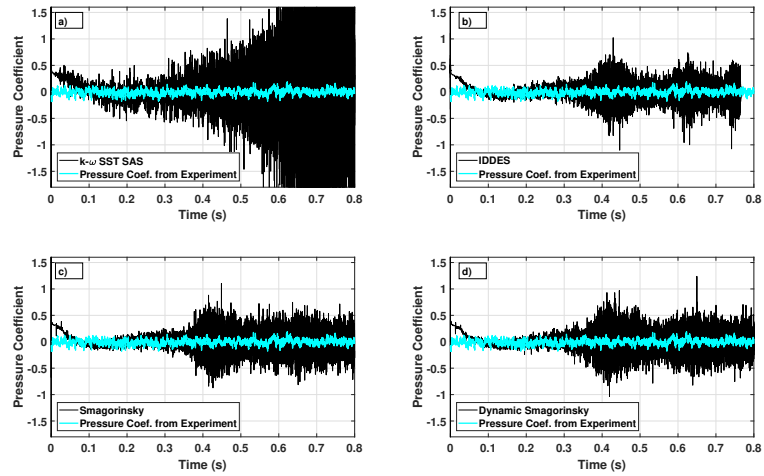 a)
Pressure Coefficient
1.5
1
0.5
0
-0.5
-1
-1.5
k-ω SST SAS
Pressure Coef. from Experiment
0 0.1 0.2 0.3 0.4 0.5 0.6 0.7 0.8
Time (s)
b)
Pressure Coefficient
1.5
1
0.5
0
-0.5
-1
-1.5
IDDES
Pressure Coef. from Experiment
0 0.1 0.2 0.3 0.4 0.5 0.6 0.7 0.8
Time (s)
c)
Pressure Coefficient
1.5
1
0.5
0
-0.5
-1
-1.5
Smagorinsky
Pressure Coef. from Experiment
0 0.1 0.2 0.3 0.4 0.5 0.6 0.7 0.8
Time (s)
d)
Pressure Coefficient
1.5
1
0.5
0
-0.5
-1
-1.5
Dynamic Smagorinsky
Pressure Coef. from Experiment
0 0.1 0.2 0.3 0.4 0.5 0.6 0.7 0.8
Time (s)